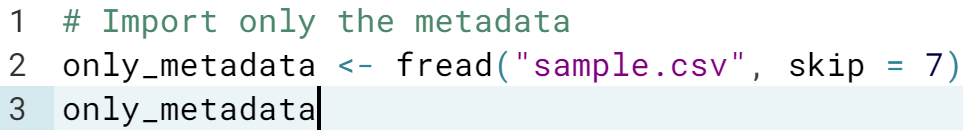 1 # Import only the metadata
2 only_metadata <- fread("sample.csv", skip = 7)
3 only_metadata